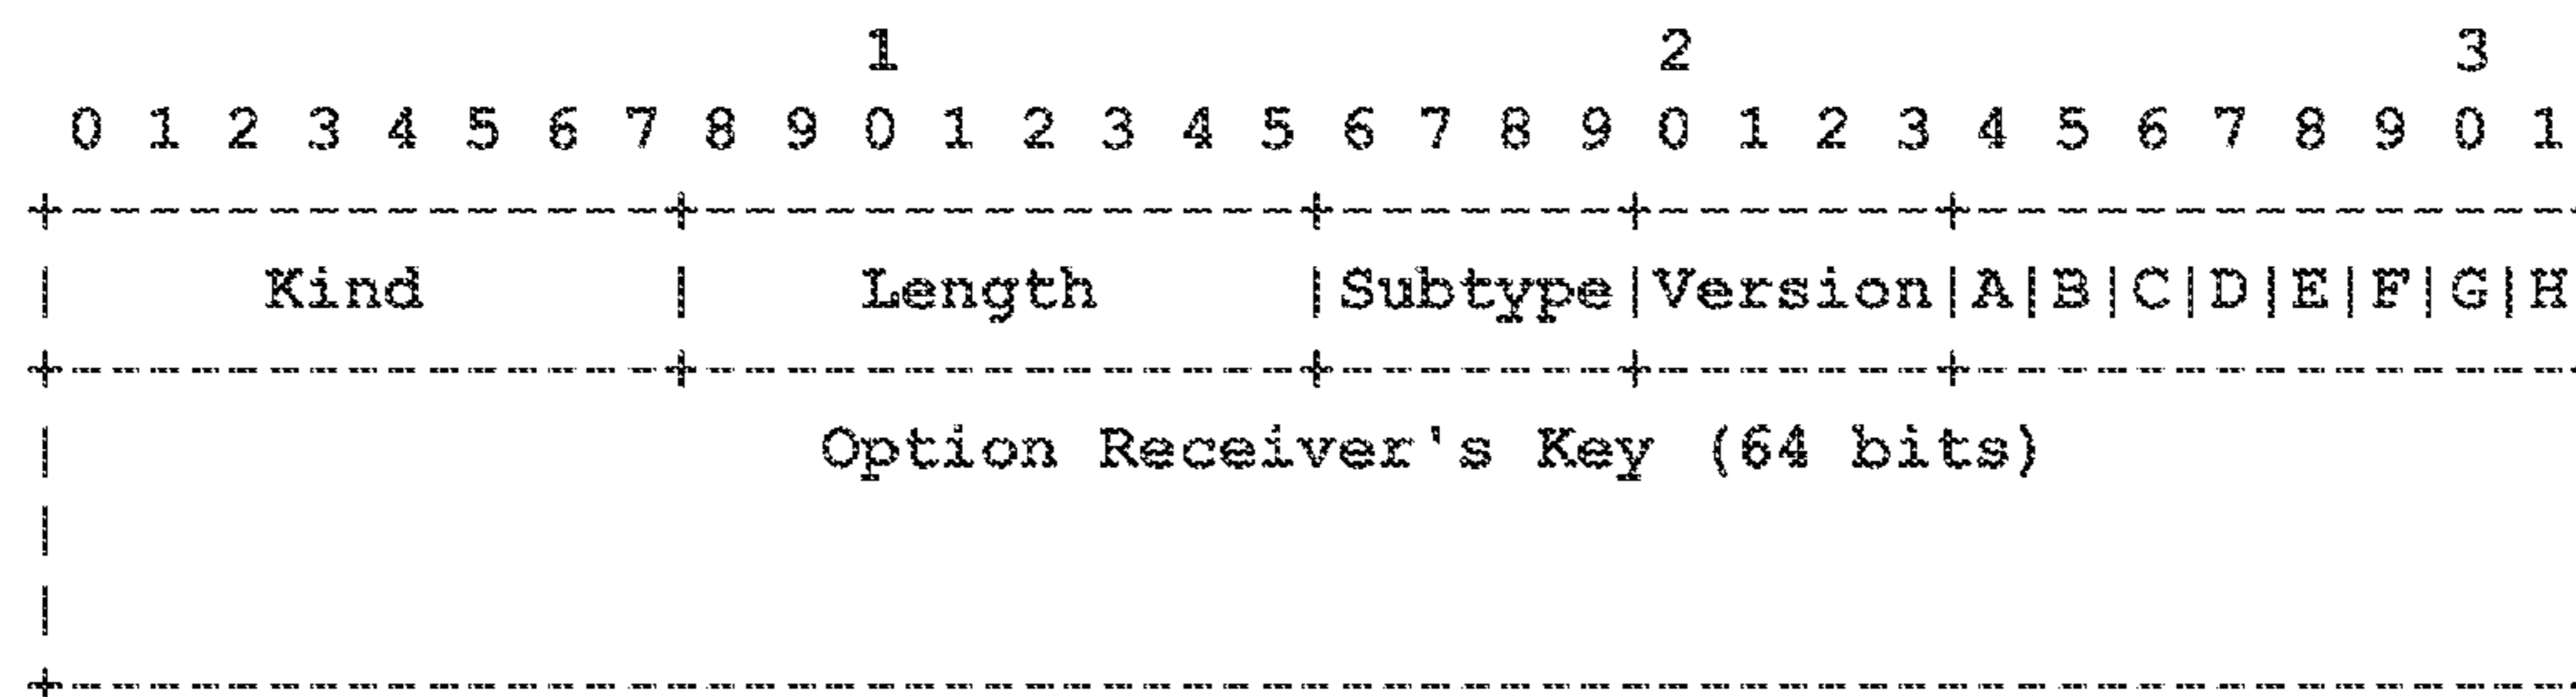 1                   2                   3
 0 1 2 3 4 5 6 7 8 9 0 1 2 3 4 5 6 7 8 9 0 1 2 3 4 5 6 7 8 9 0 1
+---------------+---------------+-------+-------+---------------
|     Kind      |    Length     |Subtype|Version|A|B|C|D|E|F|G|H
+---------------+---------------+-------+-------+---------------
|                   Option Receiver's Key (64 bits)
|
|
+---------------------------------------------------------------